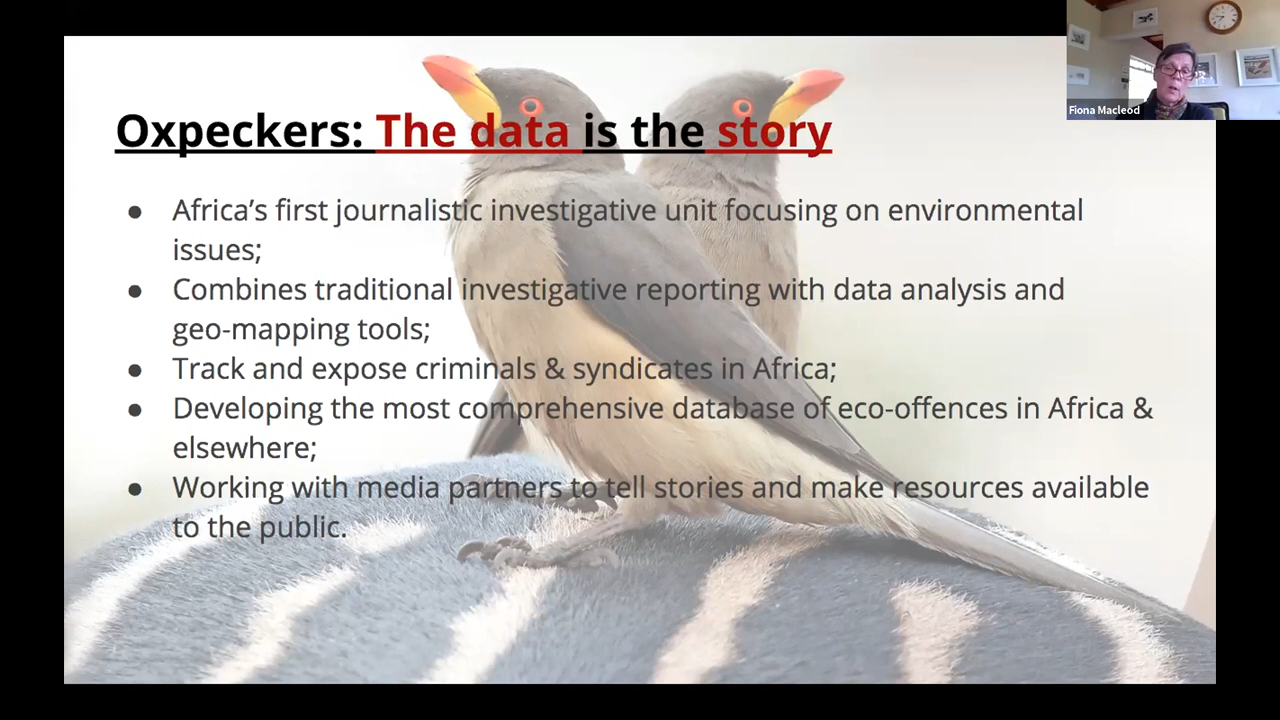 Fiona Macleod
Oxpeckers: The data is the story
● Africa’s first journalistic investigative unit focusing on environmental
issues;
● Combines traditional investigative reporting with data analysis and
geo-mapping tools;
● Track and expose criminals & syndicates in Africa;
● Developing the most comprehensive database of eco-offences in Africa &
elsewhere;
● Working with media partners to tell stories and make resources available
to the public.